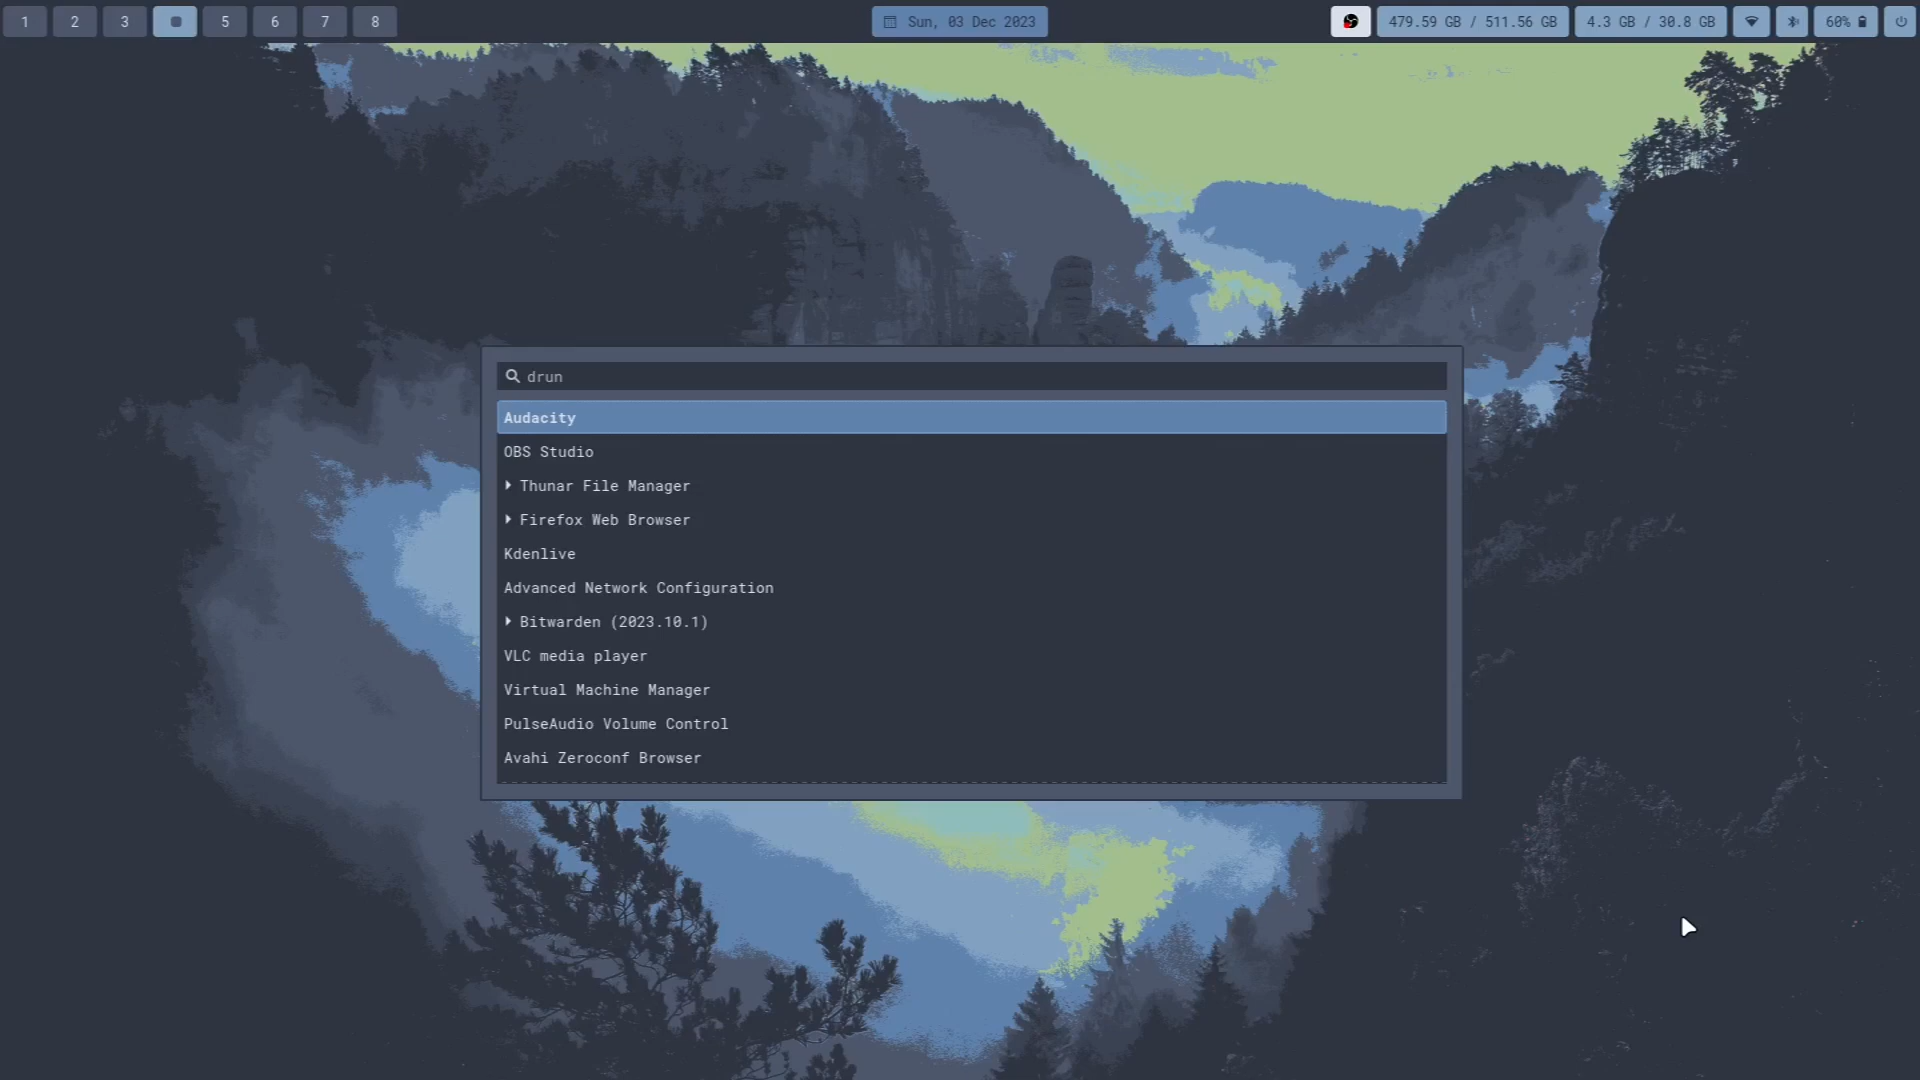 1 2 3 5 6 7 8
Sun, 03 Dec 2023
479.59 GB / 511.56 GB
4.3 GB / 30.8 GB
60%
drun
Audacity
OBS Studio
Thunar File Manager
Firefox Web Browser
Kdenlive
Advanced Network Configuration
Bitwarden (2023.10.1)
VLC media player
Virtual Machine Manager
PulseAudio Volume Control
Avahi Zeroconf Browser